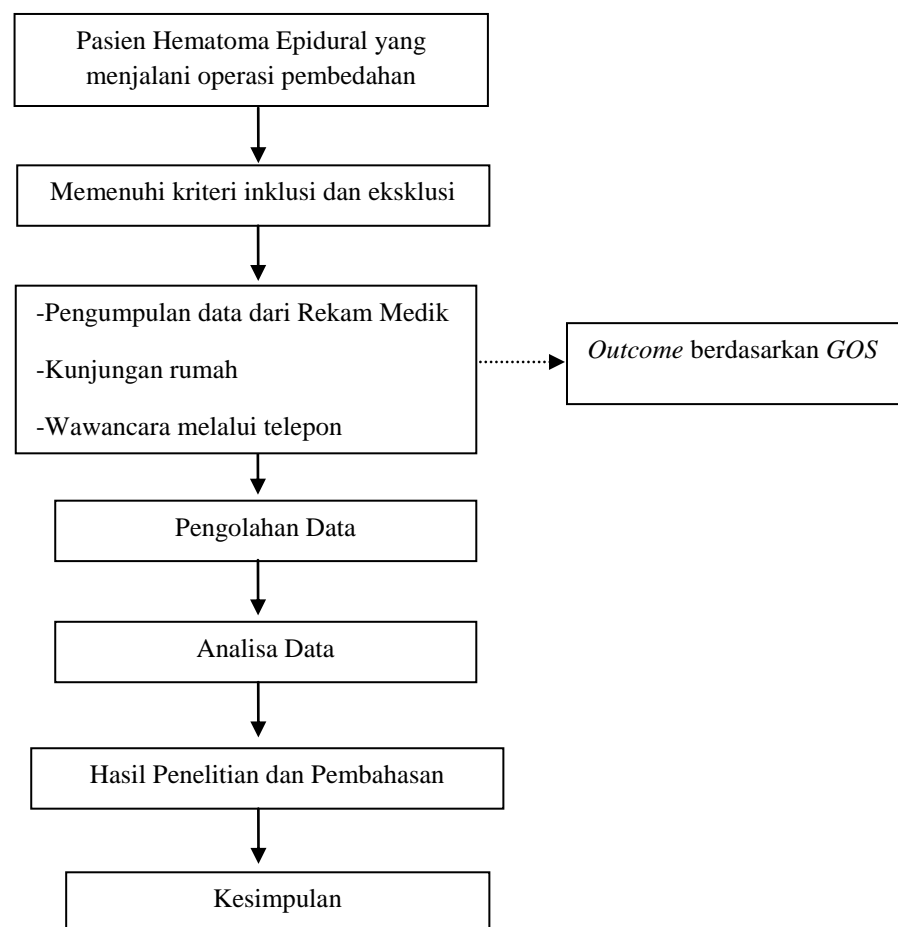 Pasien Hematoma Epidural yang
menjalani operasi pembedahan
Memenuhi kriteri inklusi dan eksklusi
-Pengumpulan data dari Rekam Medik
-Kunjungan rumah
-Wawancara melalui telepon
Outcome berdasarkan GOS
Pengolahan Data
Analisa Data
Hasil Penelitian dan Pembahasan
Kesimpulan